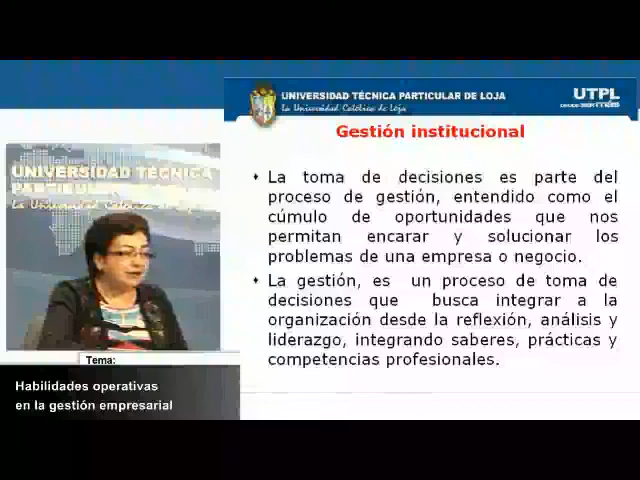 UNIVERSIDAD TÉCNICA PARTICULAR DE LOJA
La Universidad Católica de Loja
UTPL
Gestión institucional
La toma de decisiones es parte del
proceso de gestión, entendido como el
cúmulo de oportunidades que nos
permitan encarar y solucionar los
problemas de una empresa o negocio.
La gestión, es un proceso de toma de
decisiones que busca integrar a la
organización desde la reflexión, análisis y
liderazgo, integrando saberes, prácticas y
competencias profesionales.
UNIVERSIDAD TÉCNICA
La Universidad
Tema:
Habilidades operativas
en la gestión empresarial